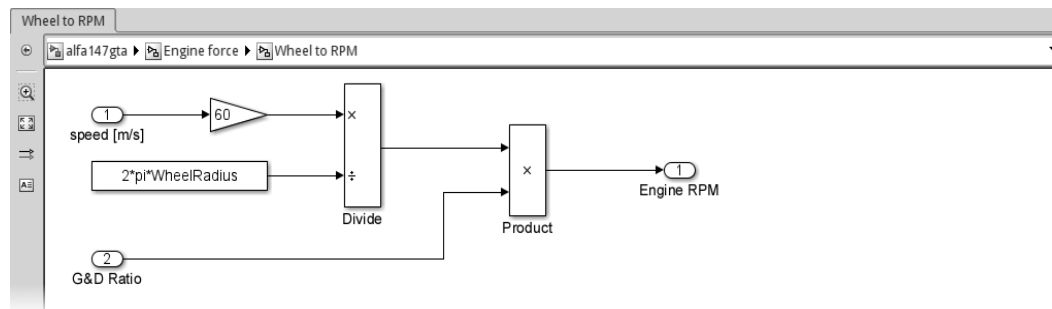 Wheel to RPM
alfa147gta Engine force Wheel to RPM
1
60
×
speed [m/s]
2*pi*WheelRadius
÷
Divide
×
Product
1
Engine RPM
2
G&D Ratio